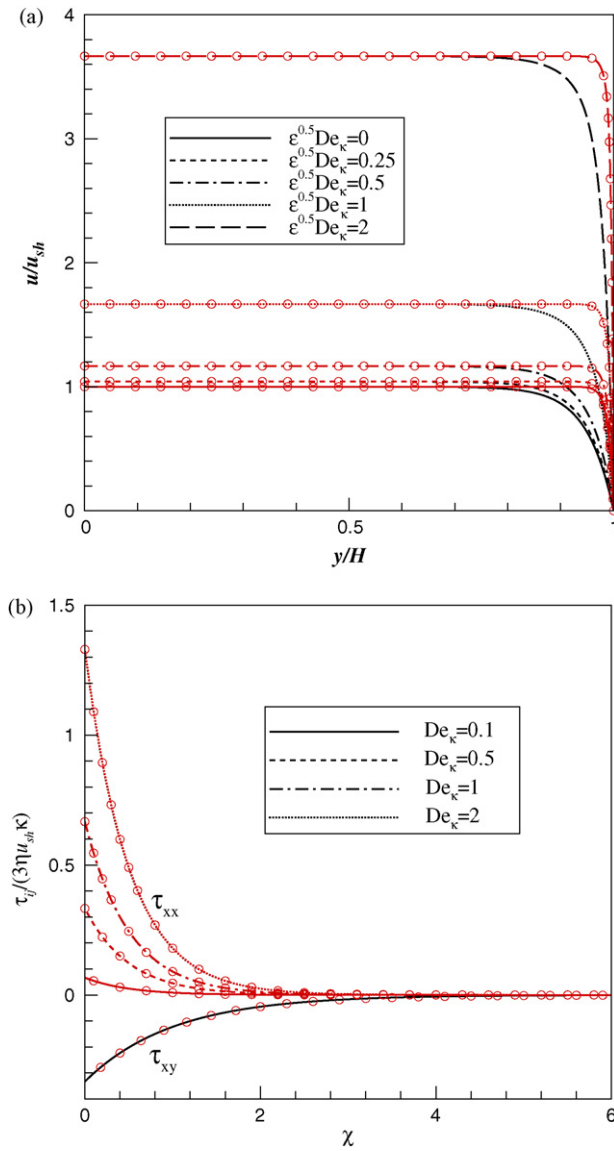 (a)
4
3
2
1
0
u/u_sh
ε^0.5De_κ=0
ε^0.5De_κ=0.25
ε^0.5De_κ=0.5
ε^0.5De_κ=1
ε^0.5De_κ=2
0
0.5
1
y/H
(b)
1.5
1
0.5
0
τ_ij/(3ηu_shκ)
De_κ=0.1
De_κ=0.5
De_κ=1
De_κ=2
τ_xx
τ_xy
0
2
4
6
χ